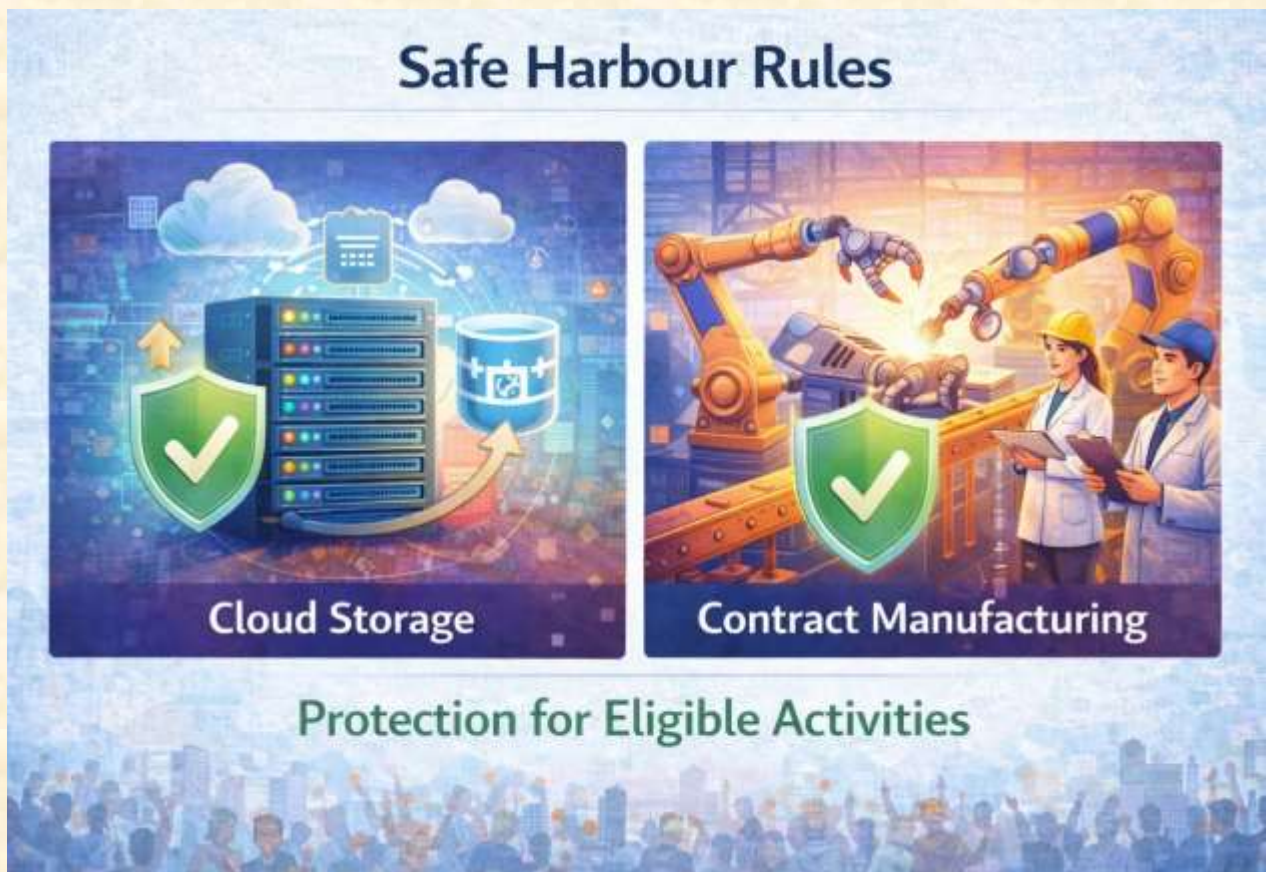 Safe Harbour Rules
Cloud Storage
Contract Manufacturing
Protection for Eligible Activities